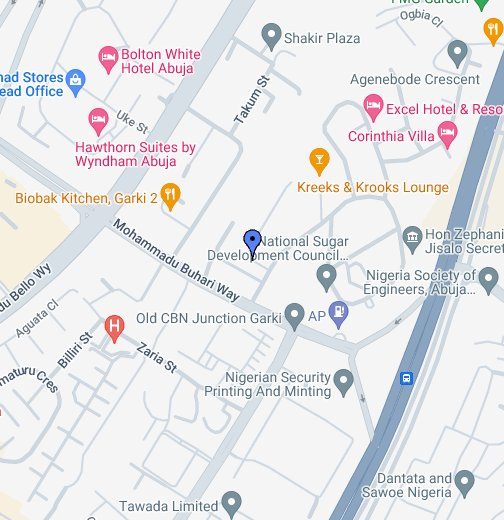 FMC Garden
Ogbia Cl
Shakir Plaza
Bolton White
Hotel Abuja
nad Stores
ead Office
Agenebode Crescent
Takum St
Uke St
Excel Hotel & Reso
Corinthia Villa
Hawthorn Suites by
Wyndham Abuja
Kreeks & Krooks Lounge
Biobak Kitchen, Garki 2
Mohammadu Buhari Way
National Sugar
Development Council...
Hon Zephani
Jisalo Secret
du Bello Wy
Nigeria Society of
Engineers, Abuja...
Aguata Cl
Old CBN Junction Garki
AP
H
Billiri St
Zaria St
maturu Cres
Nigerian Security
Printing And Minting
Dantata and
Sawoe Nigeria
Tawada Limited